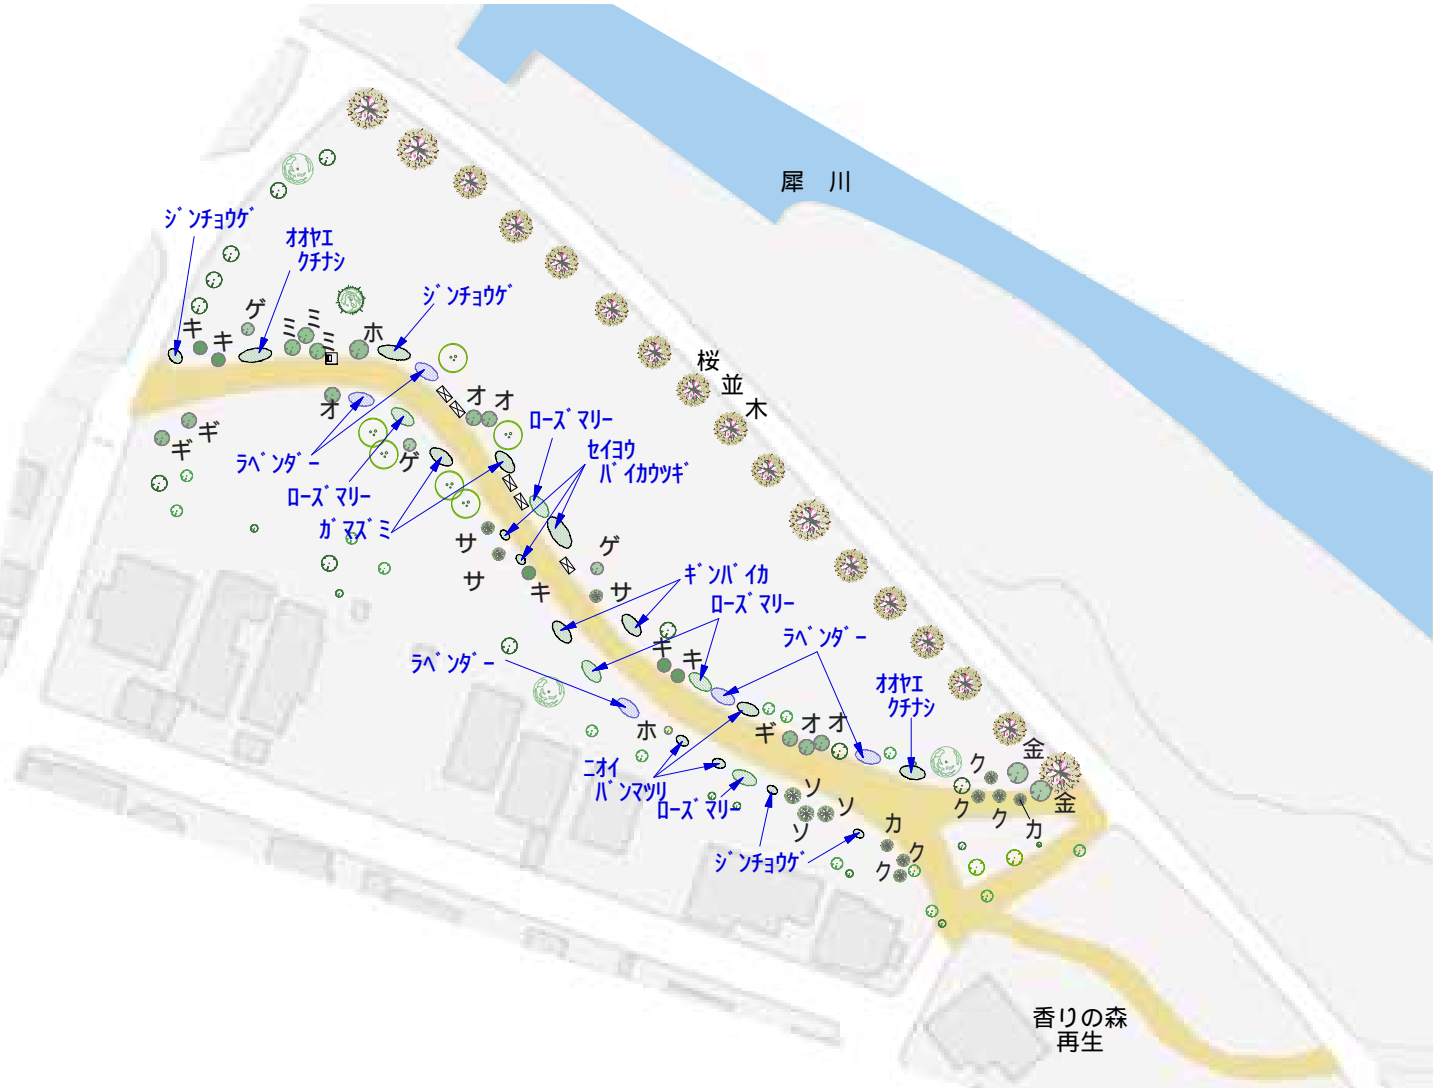 犀　川
ジンチョウゲ
オオヤエ
クチナシ
ジンチョウゲ
ゲ
ミ
ミ
ミ
ホ
キ
キ
桜
並
木
オ
オ
オ
ギ
ギ
ローズマリー
セイヨウ
バイカウツギ
ラベンダー
ゲ
ローズマリー
ガマズミ
サ
サ
キ
ゲ
サ
ギンバイカ
ローズマリー
ラベンダー
キ
キ
ラベンダー
オオヤエ
クチナシ
ホ
ギ
オ
オ
金
ク
ニオイ
バンマツリ
ローズマリー
ソ
ソ
ソ
ク
ク
カ
金
ジンチョウゲ
カ
ク
ク
香りの森
再生